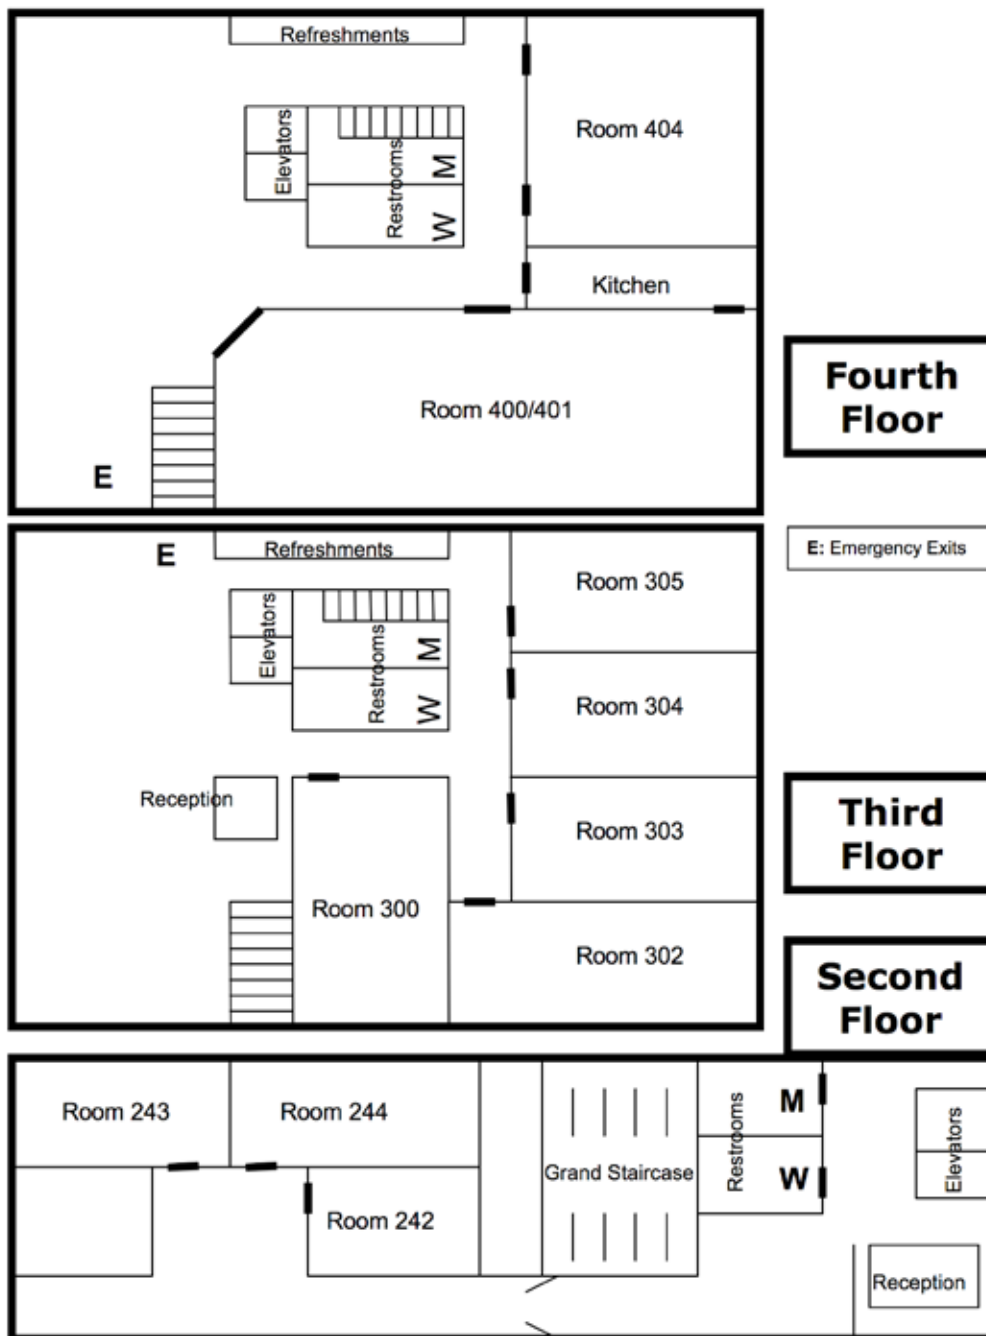 Refreshments
Elevators
Restrooms
M
W
Room 404
Kitchen
Room 400/401
E
Fourth
Floor
E: Emergency Exits
E
Refreshments
Elevators
Restrooms
M
W
Room 305
Room 304
Reception
Room 303
Room 300
Room 302
Third
Floor
Second
Floor
Room 243
Room 244
Room 242
Grand Staircase
Restrooms
M
W
Elevators
Reception